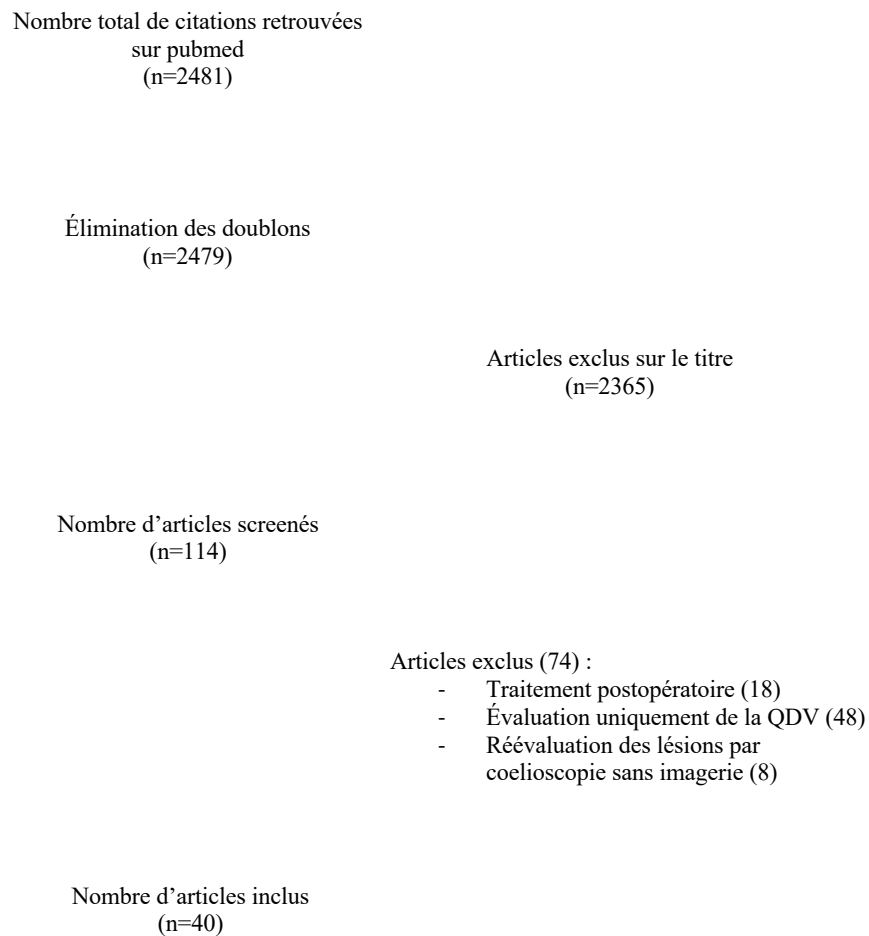 Nombre total de citations retrouvées
sur pubmed
(n=2481)
Élimination des doublons
(n=2479)
Articles exclus sur le titre
(n=2365)
Nombre d’articles screenés
(n=114)
Articles exclus (74) :
- Traitement postopératoire (18)
- Évaluation uniquement de la QDV (48)
- Réévaluation des lésions par
coelioscopie sans imagerie (8)
Nombre d’articles inclus
(n=40)